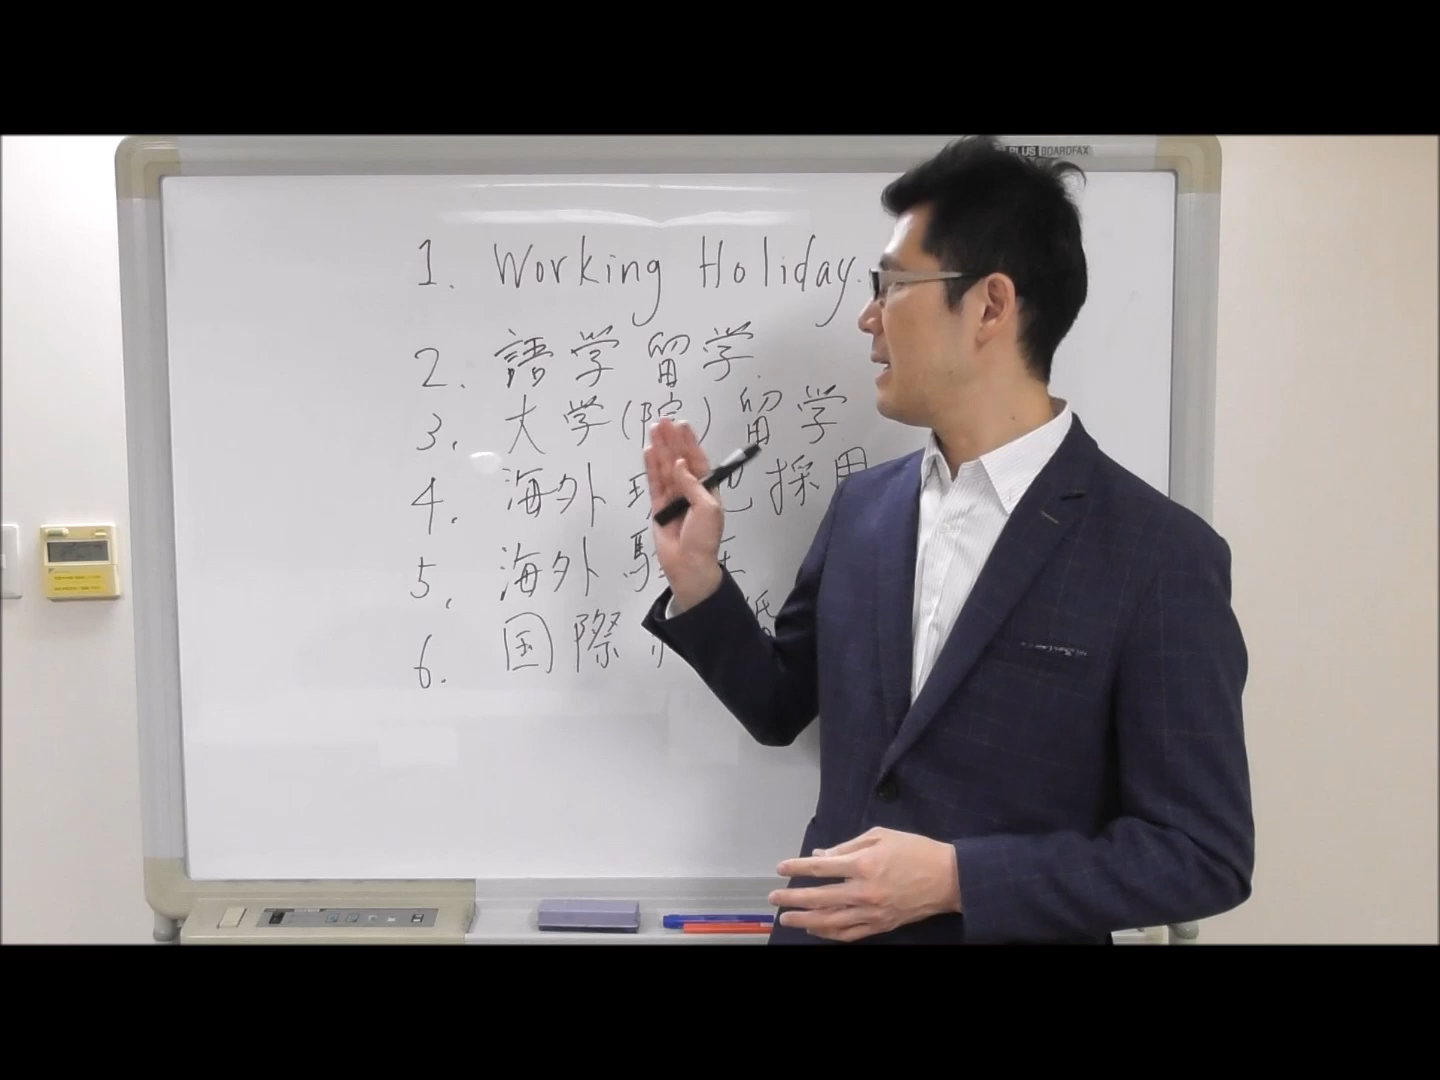 PLUS BOARDFAX
1. Working Holiday.
2. 語学留学.
3. 大学(院)留学
4. 海外 採用
5. 海外駐
6. 国際